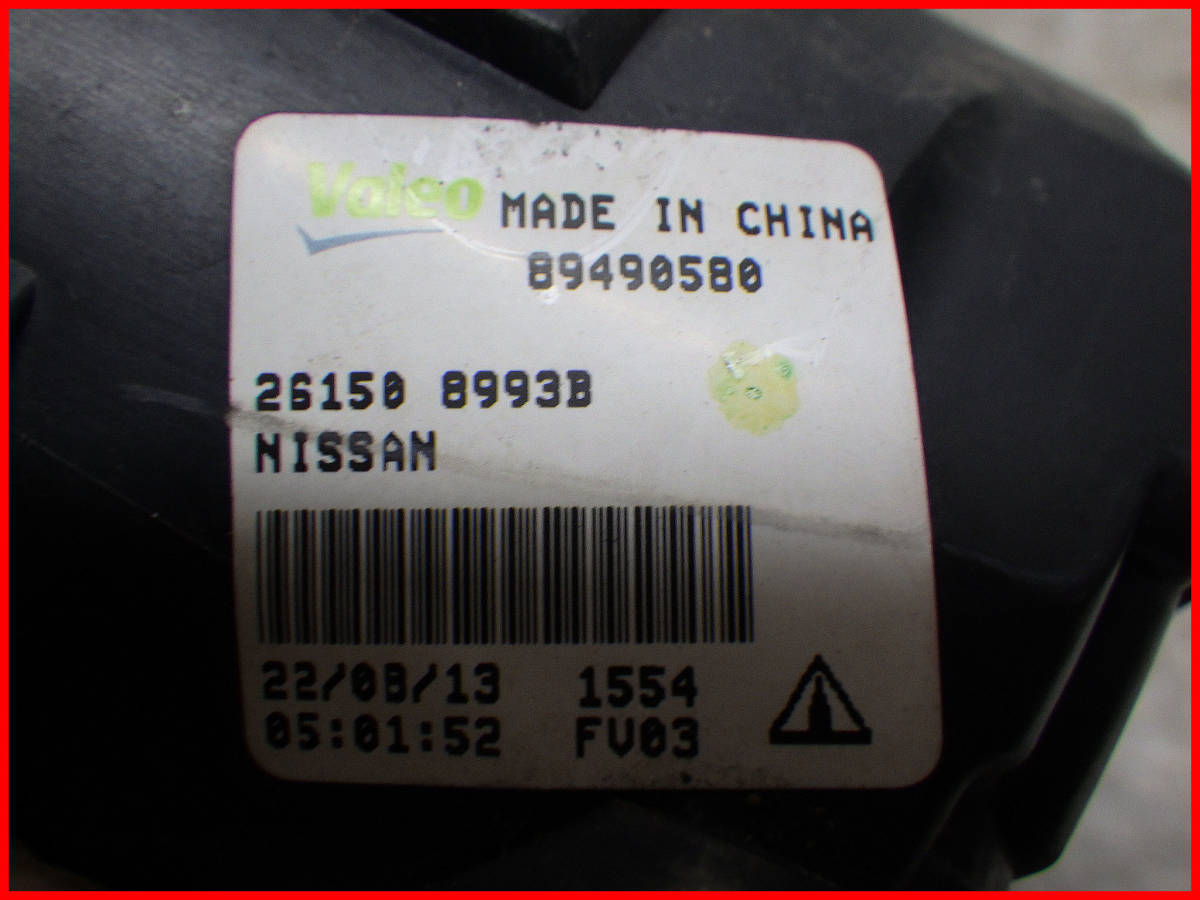 Valeo MADE IN CHINA
89490580
26150 8993B
NISSAN
22/08/13 1554
05:01:52 FV03